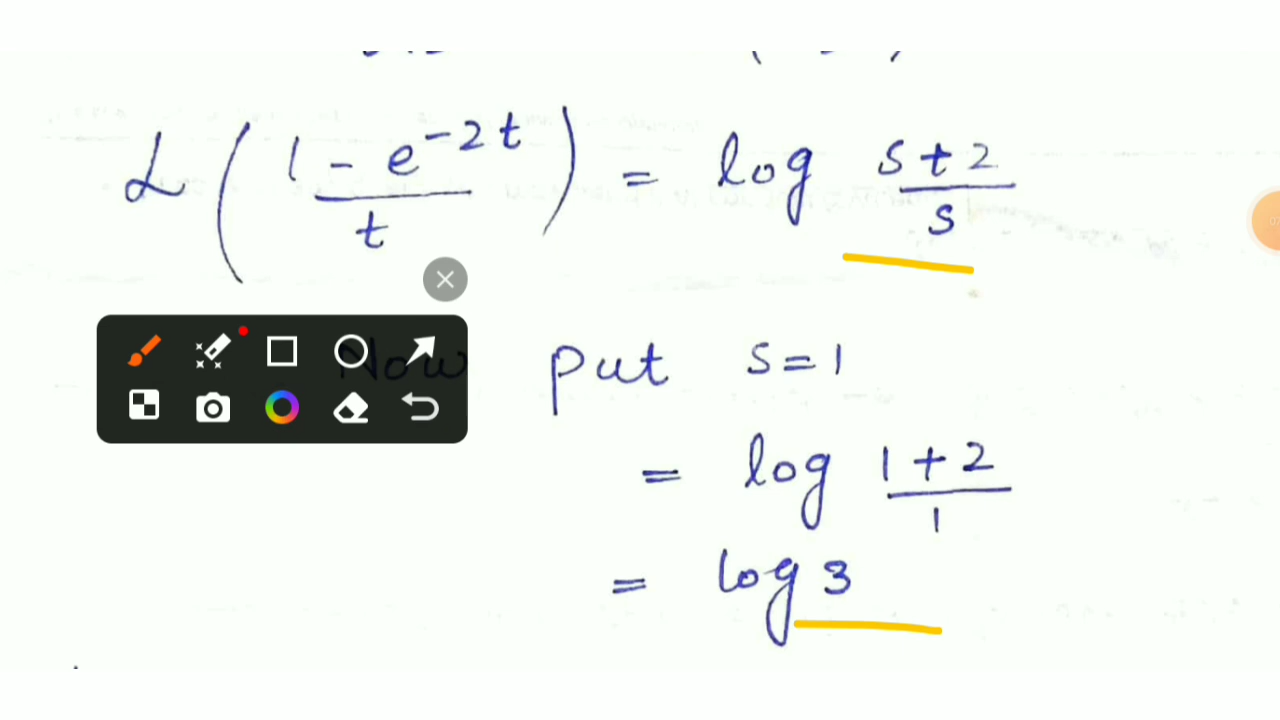 L ( 1 - e^-2t / t ) = log s+2 / s
Now put s=1
= log 1+2 / 1
= log 3